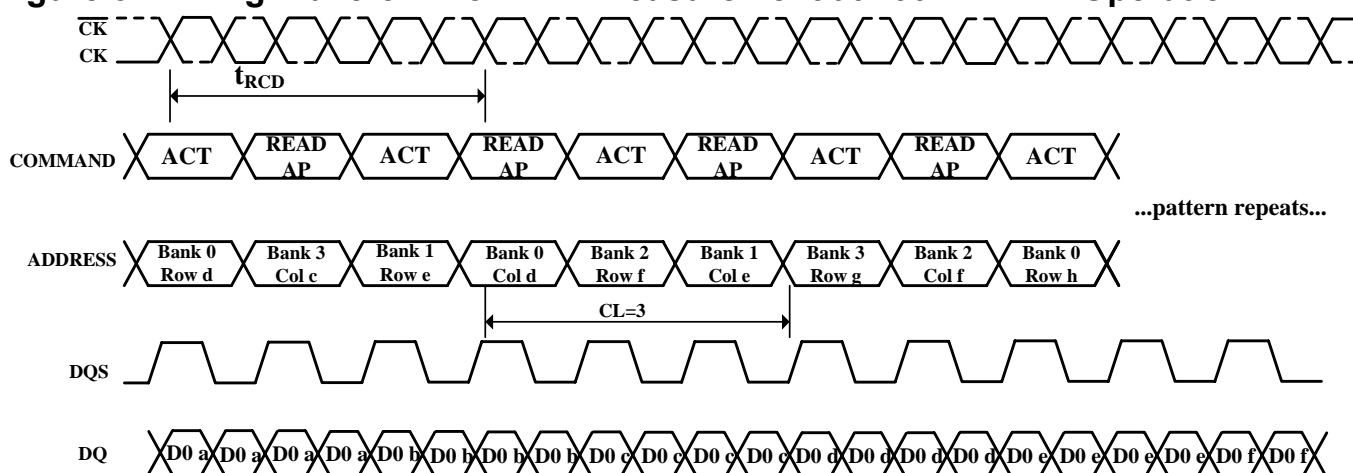 C̅K̅
CK
tRCD
COMMAND ACT READ AP ACT READ AP ACT READ AP ACT READ AP ACT
...pattern repeats...
ADDRESS Bank 0 Row d Bank 3 Col c Bank 1 Row e Bank 0 Col d Bank 2 Row f Bank 1 Col e Bank 3 Row g Bank 2 Col f Bank 0 Row h
CL=3
DQS
DQ D0 a D0 a D0 a D0 a D0 b D0 b D0 b D0 b D0 c D0 c D0 c D0 c D0 d D0 d D0 d D0 d D0 e D0 e D0 e D0 e D0 f D0 f